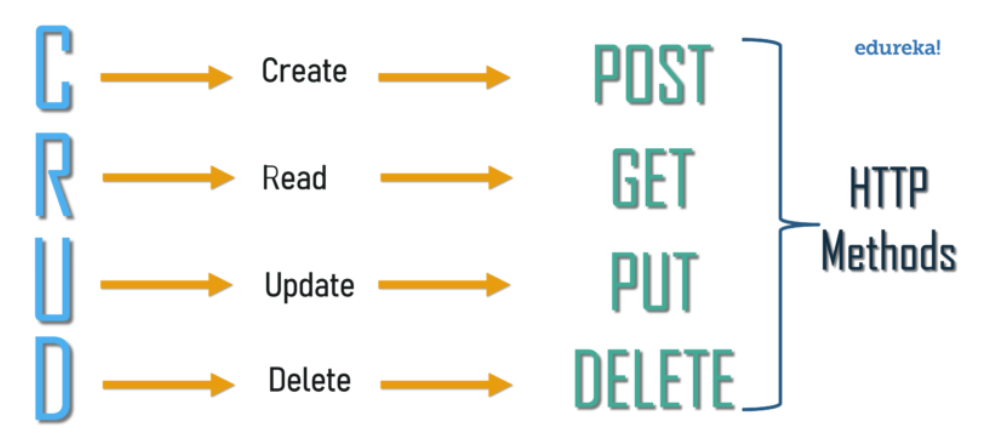 edureka!
C Create POST
R Read GET
U Update PUT
D Delete DELETE
HTTP
Methods